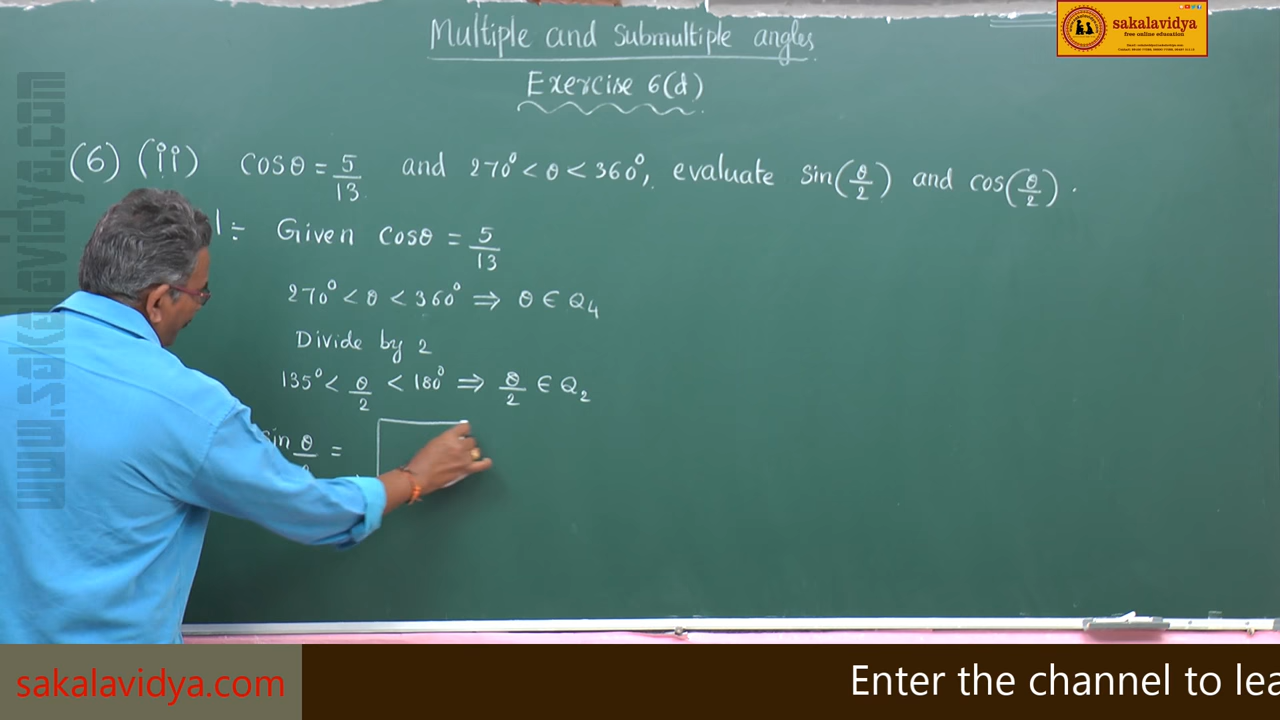 Multiple and Submultiple angles
sakalavidya
free online education
Exercise 6(d)
(6) (ii) cosθ = 5/13 and 270° < θ < 360°, evaluate sin(θ/2) and cos(θ/2).
l:- Given cosθ = 5/13
270° < θ < 360° ⇒ θ ∈ Q₄
Divide by 2
135° < θ/2 < 180° ⇒ θ/2 ∈ Q₂
sin θ =
www.sakalavidya.com
sakalavidya.com
Enter the channel to lea